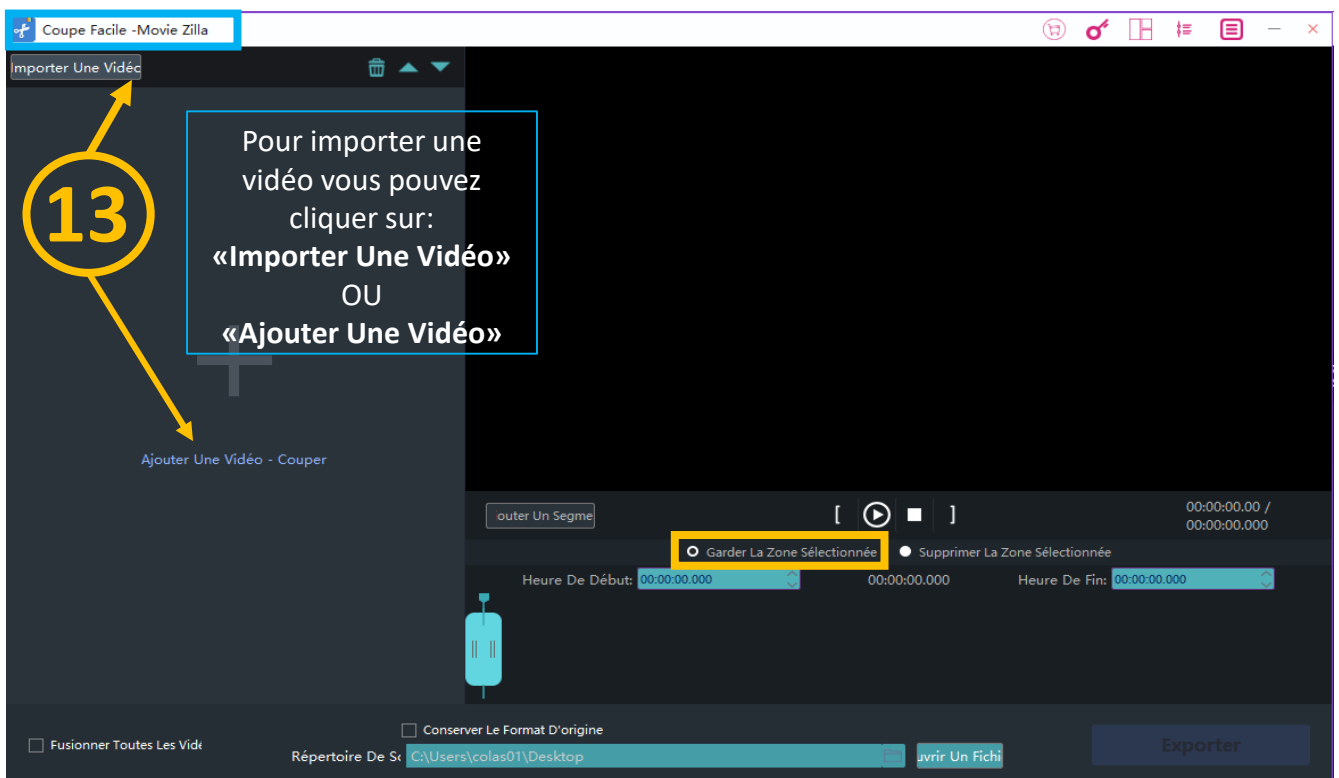 Coupe Facile -Movie Zilla
Importer Une Vidéc
13
Pour importer une
vidéo vous pouvez
cliquer sur:
«Importer Une Vidéo»
OU
«Ajouter Une Vidéo»
Ajouter Une Vidéo - Couper
outer Un Segme
[ ]
00:00:00.00 /
00:00:00.000
Garder La Zone Sélectionnée Supprimer La Zone Sélectionnée
Heure De Début: 00:00:00.000 00:00:00.000 Heure De Fin: 00:00:00.000
Conserver Le Format D'origine
Fusionner Toutes Les Vidé
Répertoire De So C:\Users\colas01\Desktop uvrir Un Fichi
Exporter